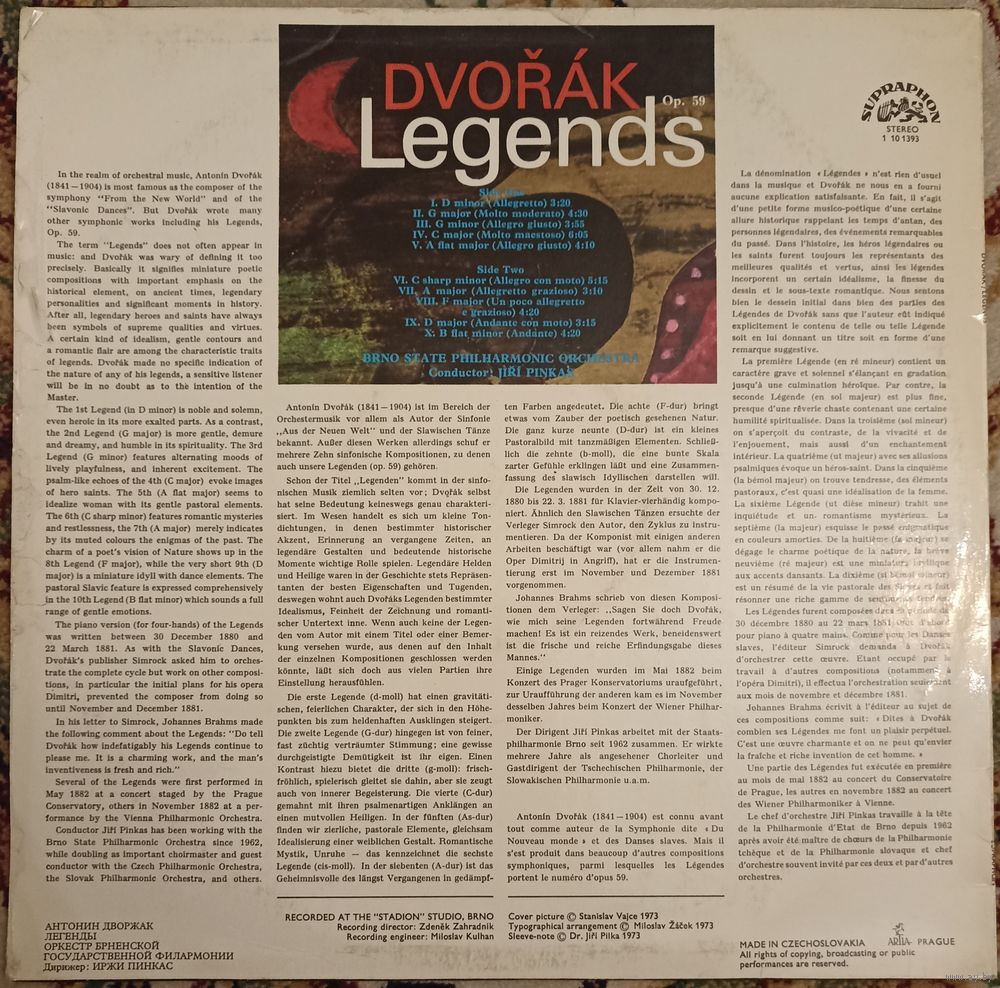 DVOŘÁK
Op. 59
Legends
SUPRAPHON
STEREO
1 10 1393
Side One
I. D minor (Allegretto) 3:20
II. G major (Molto moderato) 4:30
III. G minor (Allegro giusto) 3:55
IV. C major (Molto maestoso) 6:05
V. A flat major (Allegro giusto) 4:10
Side Two
VI. C sharp minor (Allegro con moto) 5:15
VII. A major (Allegretto grazioso) 3:10
VIII. F major (Un poco allegretto
e grazioso) 4:20
IX. D major (Andante con moto) 3:15
X. B flat minor (Andante) 4:20
BRNO STATE PHILHARMONIC ORCHESTRA
Conductor: JIŘÍ PINKAS
In the realm of orchestral music, Antonín Dvořák
(1841–1904) is most famous as the composer of the
symphony “From the New World” and of the
“Slavonic Dances”. But Dvořák wrote many
other symphonic works including his Legends,
Op. 59.
The term “Legends” does not often appear in
music: and Dvořák was wary of defining it too
precisely. Basically it signifies miniature poetic
compositions with important emphasis on the
historical element, on ancient times, legendary
personalities and significant moments in history.
After all, legendary heroes and saints have always
been symbols of supreme qualities and virtues.
A certain kind of idealism, gentle contours and
a romantic flair are among the characteristic traits
of legends. Dvořák made no specific indication of
the nature of any of his legends, a sensitive listener
will be in no doubt as to the intention of the
Master.
The 1st Legend (in D minor) is noble and solemn,
even heroic in its more exalted parts. As a contrast,
the 2nd Legend (G major) is more gentle, demure
and dreamy, and humble in its spirituality. The 3rd
Legend (G minor) features alternating moods of
lively playfulness, and inherent excitement. The
psalm-like echoes of the 4th (C major) evoke images
of hero saints. The 5th (A flat major) seems to
idealize woman with its gentle pastoral elements.
The 6th (C sharp minor) features romantic mysteries
and restlessness, the 7th (A major) merely indicates
by its muted colours the enigmas of the past. The
charm of a poet's vision of Nature shows up in the
8th Legend (F major), while the very short 9th (D
major) is a miniature idyll with dance elements. The
pastoral Slavic feature is expressed comprehensively
in the 10th Legend (B flat minor) which sounds a full
range of gentle emotions.
The piano version (for four-hands) of the Legends
was written between 30 December 1880 and
22 March 1881. As with the Slavonic Dances,
Dvořák's publisher Simrock asked him to orches-
trate the complete cycle but work on other composi-
tions, in particular the initial plans for his opera
Dimitrij, prevented the composer from doing so
until November and December 1881.
In his letter to Simrock, Johannes Brahms made
the following comment about the Legends: “Do tell
Dvořák how indefatigably his Legends continue to
please me. It is a charming work, and the man's
inventiveness is fresh and rich.”
Several of the Legends were first performed in
May 1882 at a concert staged by the Prague
Conservatory, others in November 1882 at a per-
formance by the Vienna Philharmonic Orchestra.
Conductor Jiří Pinkas has been working with the
Brno State Philharmonic Orchestra since 1962,
while doubling as important choirmaster and guest
conductor with the Czech Philharmonic Orchestra,
the Slovak Philharmonic Orchestra, and others.
Antonín Dvořák (1841–1904) ist im Bereich der
Orchestermusik vor allem als Autor der Sinfonie
„Aus der Neuen Welt” und der Slawischen Tänze
bekannt. Außer diesen Werken allerdings schuf er
mehrere Zehn sinfonische Kompositionen, zu denen
auch unsere Legenden (op. 59) gehören.
Schon der Titel „Legenden” kommt in der sinfo-
nischen Musik ziemlich selten vor; Dvořák selbst
hat seine Bedeutung keineswegs genau charakteri-
siert. Im Wesen handelt es sich um kleine Ton-
dichtungen, in denen bestimmter historischer
Akzent, Erinnerung an vergangene Zeiten, an
legendäre Gestalten und bedeutende historische
Momente wichtige Rolle spielen. Legendäre Helden
und Heilige waren in der Geschichte stets Repräsen-
tanten der besten Eigenschaften und Tugenden,
deswegen wohnt auch Dvořáks Legenden bestimmter
Idealismus, Feinheit der Zeichnung und romanti-
scher Untertext inne. Wenn auch keine der Legen-
den vom Autor mit einem Titel oder einer Bemer-
kung versehen wurde, aus denen auf den Inhalt
der einzelnen Kompositionen geschlossen werden
könnte, läßt sich doch aus vielen Partien ihre
Einstellung herausfühlen.
Die erste Legende (d-moll) hat einen gravitäti-
schen, feierlichen Charakter, der sich in den Höhe-
punkten bis zum heldenhaften Ausklingen steigert.
Die zweite Legende (G-dur) hingegen ist von feiner,
fast züchtig verträumter Stimmung; eine gewisse
durchgeistigte Demütigkeit ist ihr eigen. Einen
Kontrast hiezu bietet die dritte (g-moll): frisch-
fröhlich, spielerisch gleitet sie dahin, aber sie zeugt
auch von innerer Begeisterung. Die vierte (C-dur)
gemahnt mit ihren psalmenartigen Anklängen an
einen mutvollen Heiligen. In der fünften (As-dur)
finden wir zierliche, pastorale Elemente, gleichsam
Idealisierung einer weiblichen Gestalt. Romantische
Mystik, Unruhe – das kennzeichnet die sechste
Legende (cis-moll). In der siebenten (A-dur) ist das
Geheimnisvolle des längst Vergangenen in gedämpf-
ten Farben angedeutet. Die achte (F-dur) bringt
etwas vom Zauber der poetisch gesehenen Natur.
Die ganz kurze neunte (D-dur) ist ein kleines
Pastoralbild mit tanzmäßigen Elementen. Schließ-
lich die zehnte (b-moll), die eine bunte Skala
zarter Gefühle erklingen läßt und eine Zusammen-
fassung des slawisch Idyllischen darstellen will.
Die Legenden wurden in der Zeit von 30. 12.
1880 bis 22. 3. 1881 für Klavier-vierhändig kompo-
niert. Ähnlich den Slawischen Tänzen ersuchte der
Verleger Simrock den Autor, den Zyklus zu instru-
mentieren. Da der Komponist mit einigen anderen
Arbeiten beschäftigt war (vor allem nahm er die
Oper Dimitrij in Angriff), hat er die Instrumen-
tierung erst im November und Dezember 1881
vorgenommen.
Johannes Brahms schrieb von diesen Komposi-
tionen dem Verleger: „Sagen Sie doch Dvořák,
wie mich seine Legenden fortwährend Freude
machen! Es ist ein reizendes Werk, beneidenswert
ist die frische und reiche Erfindungsgabe dieses
Mannes.”
Einige Legenden wurden im Mai 1882 beim
Konzert des Prager Konservatoriums uraufgeführt,
zur Uraufführung der anderen kam es im November
desselben Jahres beim Konzert der Wiener Philhar-
moniker.
Der Dirigent Jiří Pinkas arbeitet mit der Staats-
philharmonie Brno seit 1962 zusammen. Er wirkte
mehrere Jahre als angesehener Chorleiter und
Gastdirigent der Tschechischen Philharmonie, der
Slowakischen Philharmonie u.a.m.
Antonín Dvořák (1841–1904) est connu avant
tout comme auteur de la Symphonie dite « Du
Nouveau monde » et des Danses slaves. Mais il
s'est produit dans beaucoup d'autres compositions
symphoniques, parmi lesquelles les Légendes
portent le numéro d'opus 59.
La dénomination « Légendes » n'est rien d'usuel
dans la musique et Dvořák ne nous en a fourni
aucune explication satisfaisante. En fait, il s'agit
d'une petite forme musico-poétique d'une certaine
allure historique rappelant les temps d'antan, des
personnes légendaires, des événements remarquables
du passé. Dans l'histoire, les héros légendaires ou
les saints furent toujours les représentants des
meilleures qualités et vertus, ainsi les légendes
incorporent un certain idéalisme, la finesse du
dessin et le sous-texte romantique. Nous sentons
bien le dessein initial dans bien des parties des
Légendes de Dvořák sans que l'auteur eût indiqué
explicitement le contenu de telle ou telle Légende
soit en lui donnant un titre soit en forme d'une
remarque suggestive.
La première Légende (en ré mineur) contient un
caractère grave et solennel s'élançant en gradation
jusqu'à une culmination héroïque. Par contre, la
seconde Légende (en sol majeur) est plus fine,
presque d'une rêverie chaste contenant une certaine
humilité spiritualisée. Dans la troisième (sol mineur)
on s'aperçoit du contraste, de la vivacité et de
l'enjouement, mais aussi d'un enchantement
intérieur. La quatrième (ut majeur) avec ses allusions
psalmiques évoque un héros-saint. Dans la cinquième
(la bémol majeur) on trouve tendresse, des éléments
pastoraux, c'est quasi une idéalisation de la femme.
La sixième Légende (ut dièse mineur) trahit une
inquiétude et un romantisme mystérieux. La
septième (la majeur) esquisse le passé énigmatique
en couleurs amorties. De la huitième (fa majeur) se
dégage le charme poétique de la nature, la brève
neuvième (ré majeur) est une miniature idyllique
aux accents dansants. La dixième (si bémol mineur)
est un résumé de la vie pastorale des Slaves et fait
résonner une riche gamme de sentiments tendres.
Les Légendes furent composées dans la période du
30 décembre 1880 au 22 mars 1881 tout d'abord
pour piano à quatre mains. Comme pour les Danses
slaves, l'éditeur Simrock demanda à Dvořák
d'orchestrer cette œuvre. Etant occupé par le
travail à d'autres compositions (notamment à
l'opéra Dimitri), il effectua l'orchestration seulement
aux mois de novembre et décembre 1881.
Johannes Brahms écrivit à l'éditeur au sujet de
ces compositions comme suit: « Dites à Dvořák
combien ses Légendes me font un plaisir perpétuel.
C'est une œuvre charmante et on ne peut qu'envier
la fraîche et riche invention de cet homme. »
Une partie des Légendes fut exécutée en première
au mois de mai 1882 au concert du Conservatoire
de Prague, les autres en novembre 1882 au concert
des Wiener Philharmoniker à Vienne.
Le chef d'orchestre Jiří Pinkas travaille à la tête
de la Philharmonie d'Etat de Brno depuis 1962
après avoir été maître de chœurs de la Philharmonie
tchèque et de la Philharmonie slovaque et chef
d'orchestre souvent invité par ces deux et par d'autres
orchestres.
АНТОНИН ДВОРЖАК
ЛЕГЕНДЫ
ОРКЕСТР БРНЕНСКОЙ
ГОСУДАРСТВЕННОЙ ФИЛАРМОНИИ
Дирижер: ИРЖИ ПИНКАС
RECORDED AT THE "STADION" STUDIO, BRNO
Recording director: Zdeněk Zahradník
Recording engineer: Miloslav Kulhan
Cover picture © Stanislav Vajce 1973
Typographical arrangement © Miloslav Žáček 1973
Sleeve-note © Dr. Jiří Pilka 1973
MADE IN CZECHOSLOVAKIA
ARTIA PRAGUE
All rights of copying, broadcasting or public
performances are reserved.